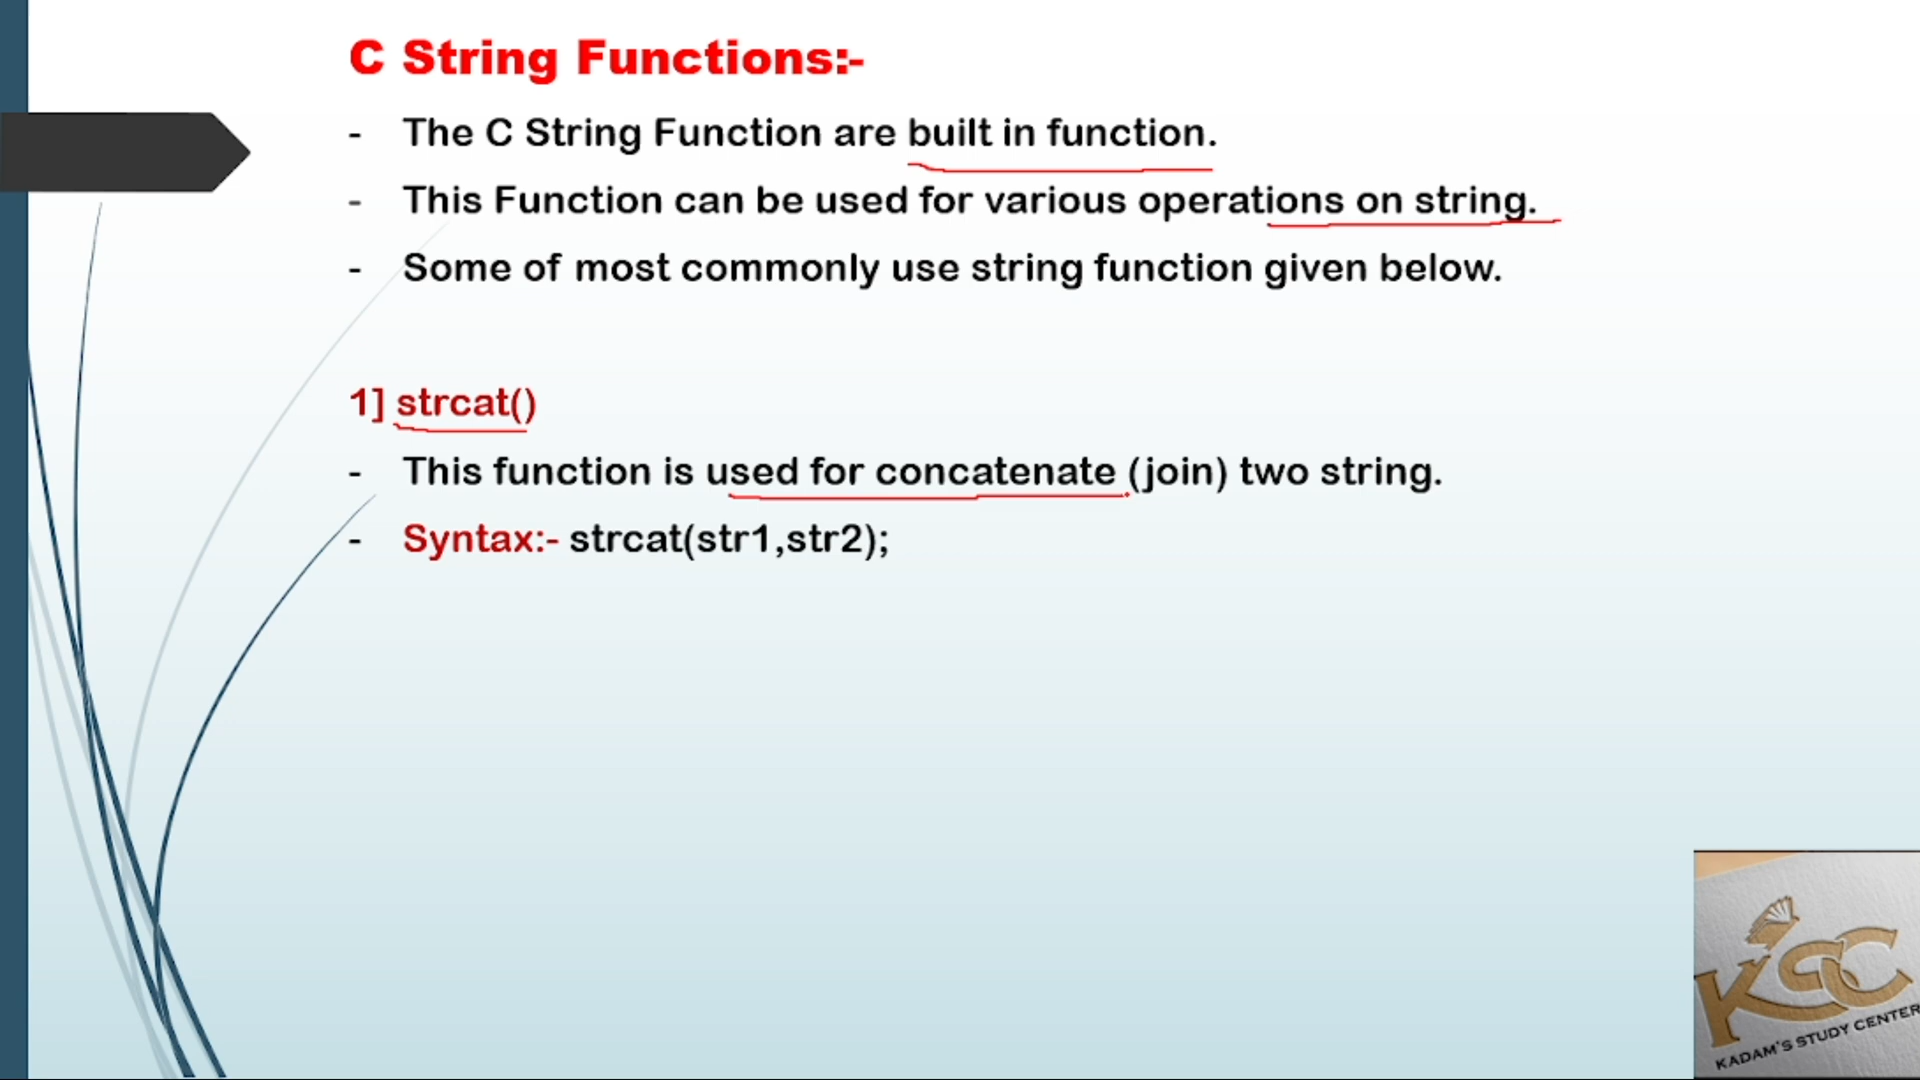 C String Functions:-
- The C String Function are built in function.
- This Function can be used for various operations on string.
- Some of most commonly use string function given below.
1] strcat()
- This function is used for concatenate (join) two string.
- Syntax:- strcat(str1,str2);
KSC
KADAM'S STUDY CENTER